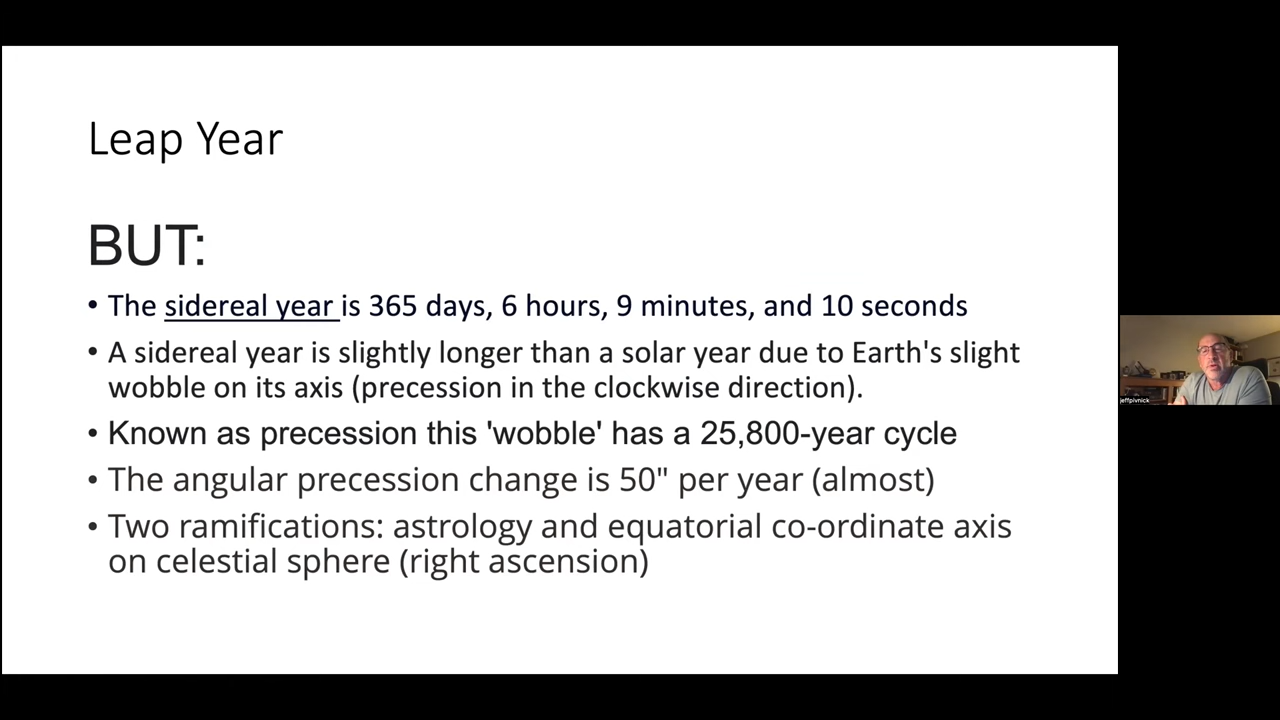 Leap Year
BUT:
• The sidereal year is 365 days, 6 hours, 9 minutes, and 10 seconds
• A sidereal year is slightly longer than a solar year due to Earth's slight
wobble on its axis (precession in the clockwise direction).
• Known as precession this 'wobble' has a 25,800-year cycle
• The angular precession change is 50" per year (almost)
• Two ramifications: astrology and equatorial co-ordinate axis
on celestial sphere (right ascension)
jeffpivnick